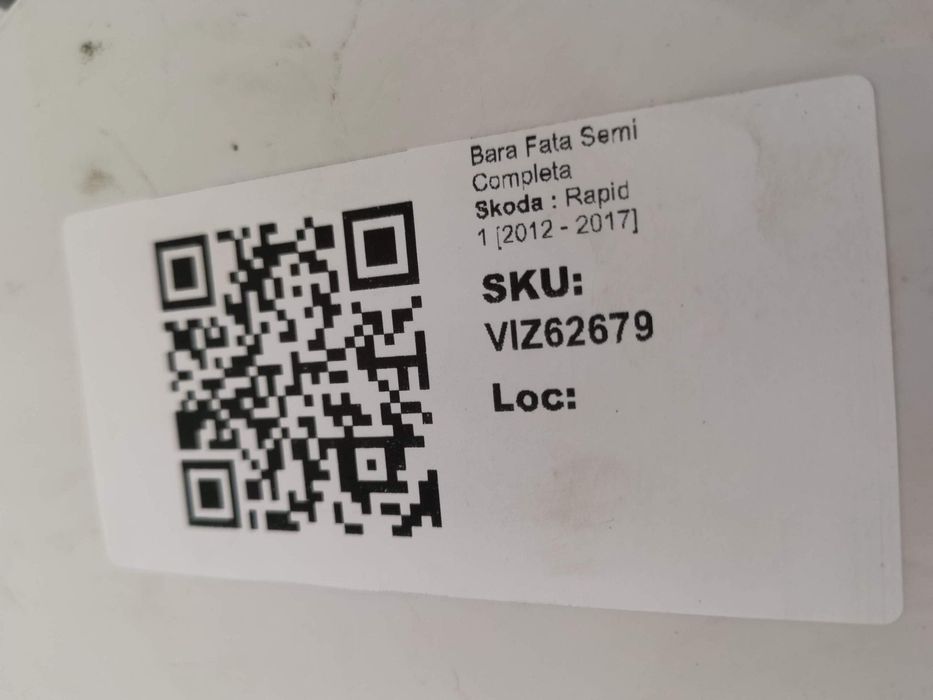 Bara Fata Semi
Completa
Skoda : Rapid
1 [2012 - 2017]
SKU:
VIZ62679
Loc: